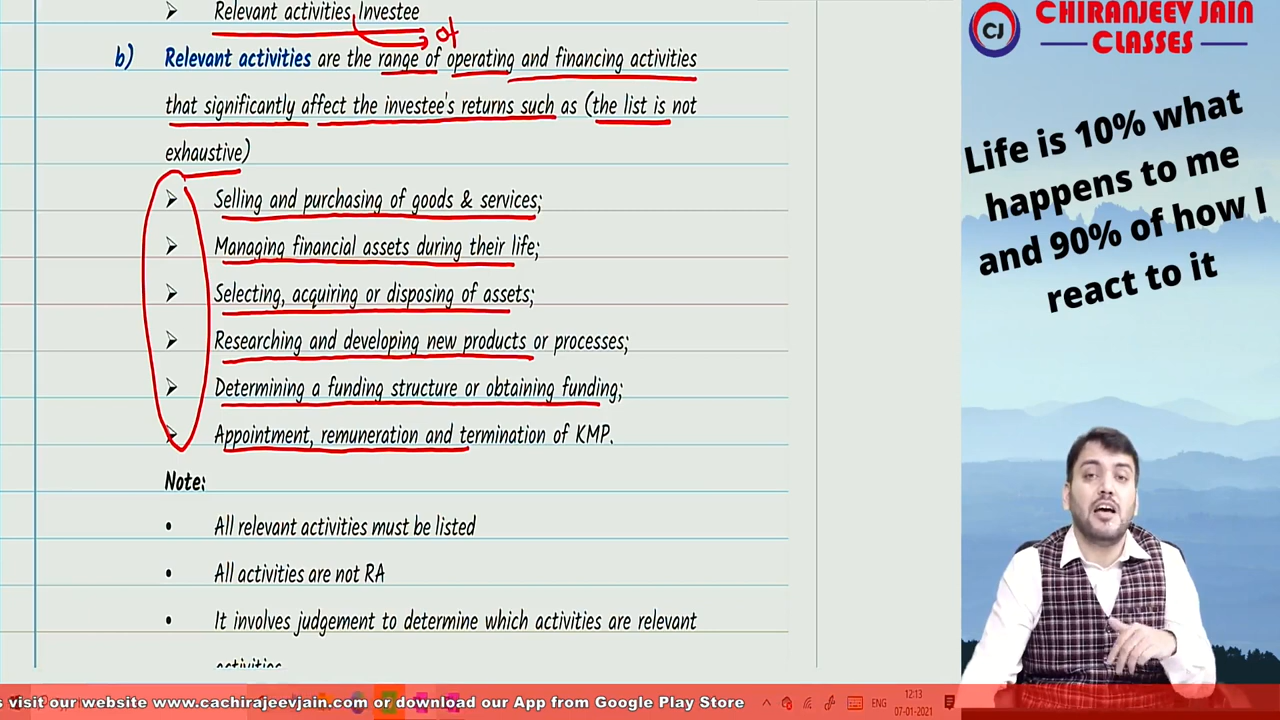 Relevant activities Investee
of
b) Relevant activities are the range of operating and financing activities
that significantly affect the investee's returns such as (the list is not
exhaustive)
➢ Selling and purchasing of goods & services;
➢ Managing financial assets during their life;
➢ Selecting, acquiring or disposing of assets;
➢ Researching and developing new products or processes;
➢ Determining a funding structure or obtaining funding;
➢ Appointment, remuneration and termination of KMP.
Note:
• All relevant activities must be listed
• All activities are not RA
• It involves judgement to determine which activities are relevant
activities
CJ
CHIRANJEEV JAIN
CLASSES
Life is 10% what
happens to me
and 90% of how I
react to it
s visit our website www.cachirajeevjain.com or download our App from Google Play Store
ENG
12:13
07-01-2021